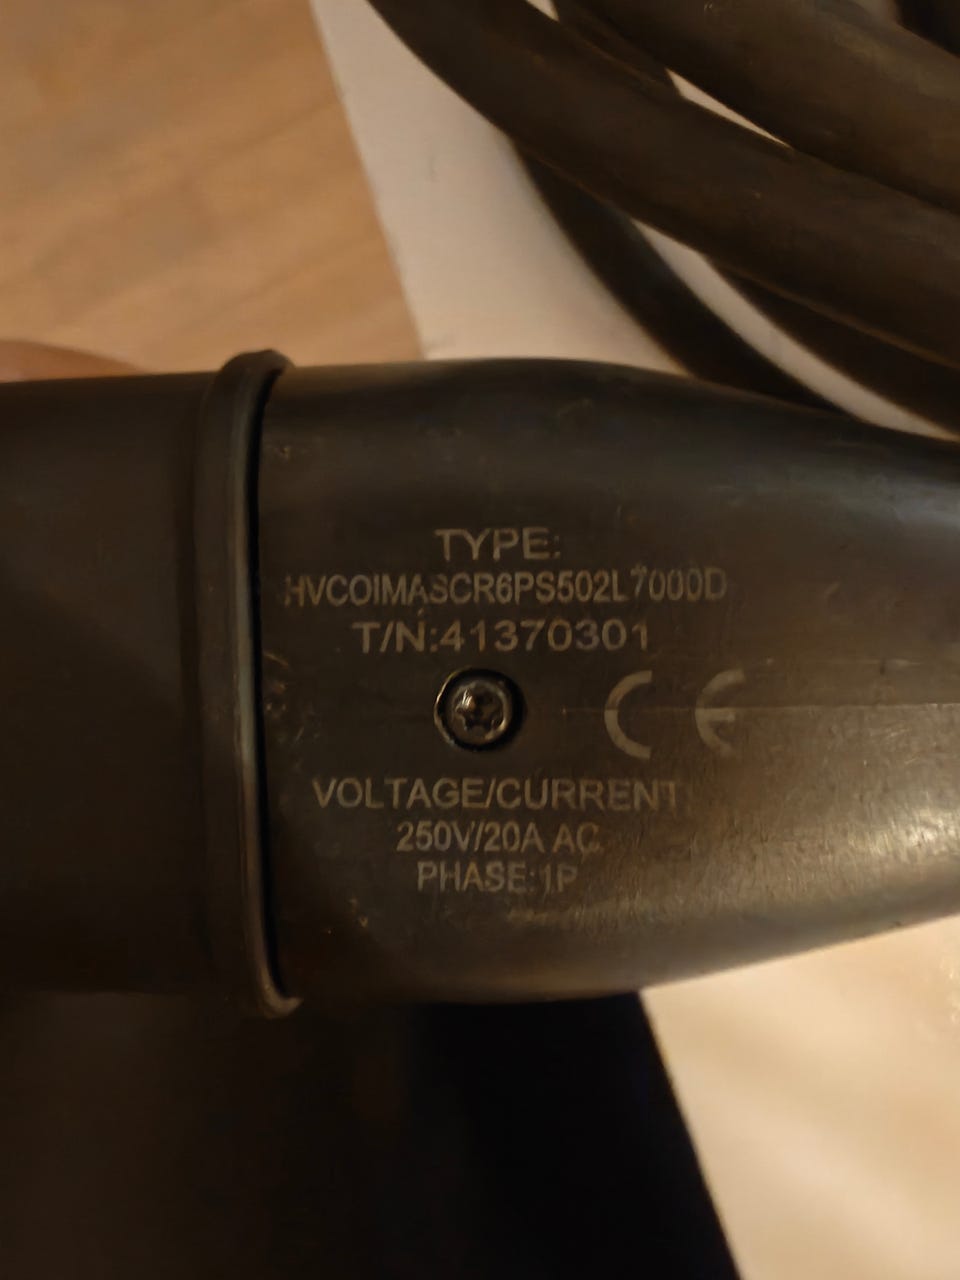 TYPE:
HVCOIMASCR6PS502L7000D
T/N:41370301
CE
VOLTAGE/CURRENT:
250V/20A AC
PHASE:1P